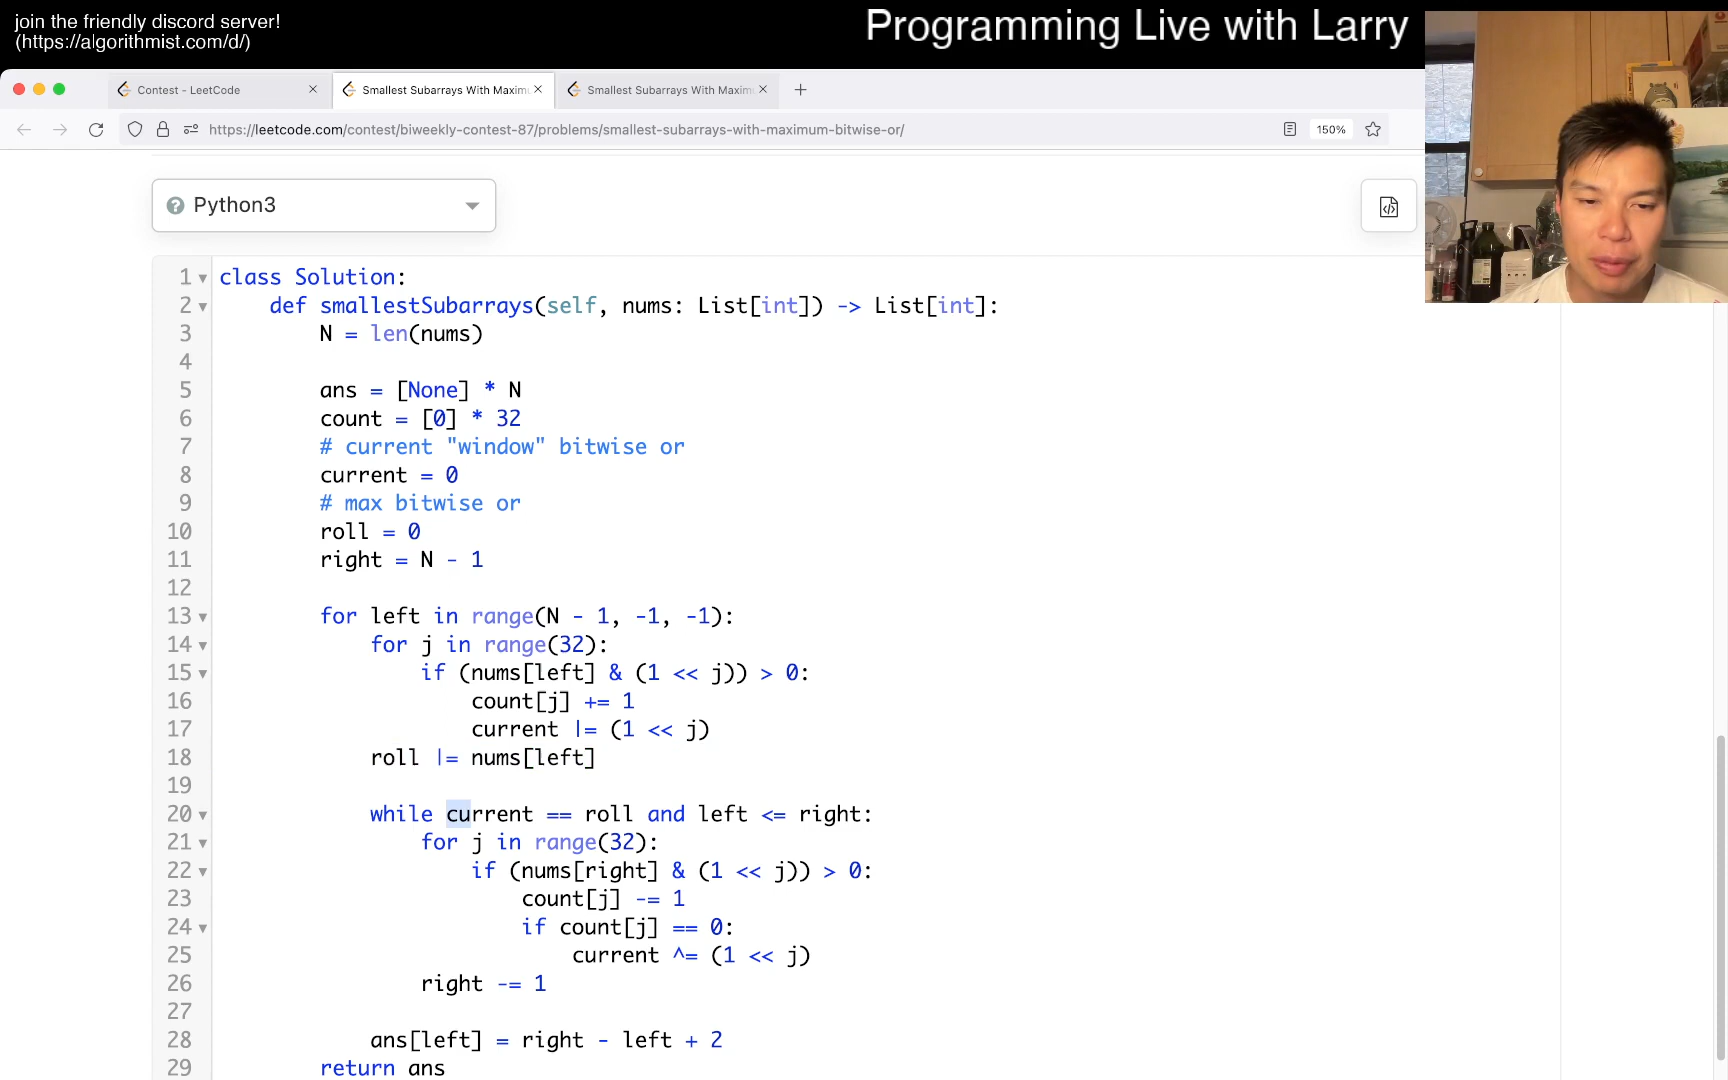 join the friendly discord server!
(https://algorithmist.com/d/)
Programming Live with Larry
Contest - LeetCode
Smallest Subarrays With Maxim
Smallest Subarrays With Maxim
https://leetcode.com/contest/biweekly-contest-87/problems/smallest-subarrays-with-maximum-bitwise-or/
150%
Python3
1 class Solution:
2     def smallestSubarrays(self, nums: List[int]) -> List[int]:
3         N = len(nums)
4
5         ans = [None] * N
6         count = [0] * 32
7         # current "window" bitwise or
8         current = 0
9         # max bitwise or
10         roll = 0
11         right = N - 1
12
13         for left in range(N - 1, -1, -1):
14             for j in range(32):
15                 if (nums[left] & (1 << j)) > 0:
16                     count[j] += 1
17                     current |= (1 << j)
18             roll |= nums[left]
19
20             while current == roll and left <= right:
21                 for j in range(32):
22                     if (nums[right] & (1 << j)) > 0:
23                         count[j] -= 1
24                         if count[j] == 0:
25                             current ^= (1 << j)
26                 right -= 1
27
28             ans[left] = right - left + 2
29         return ans